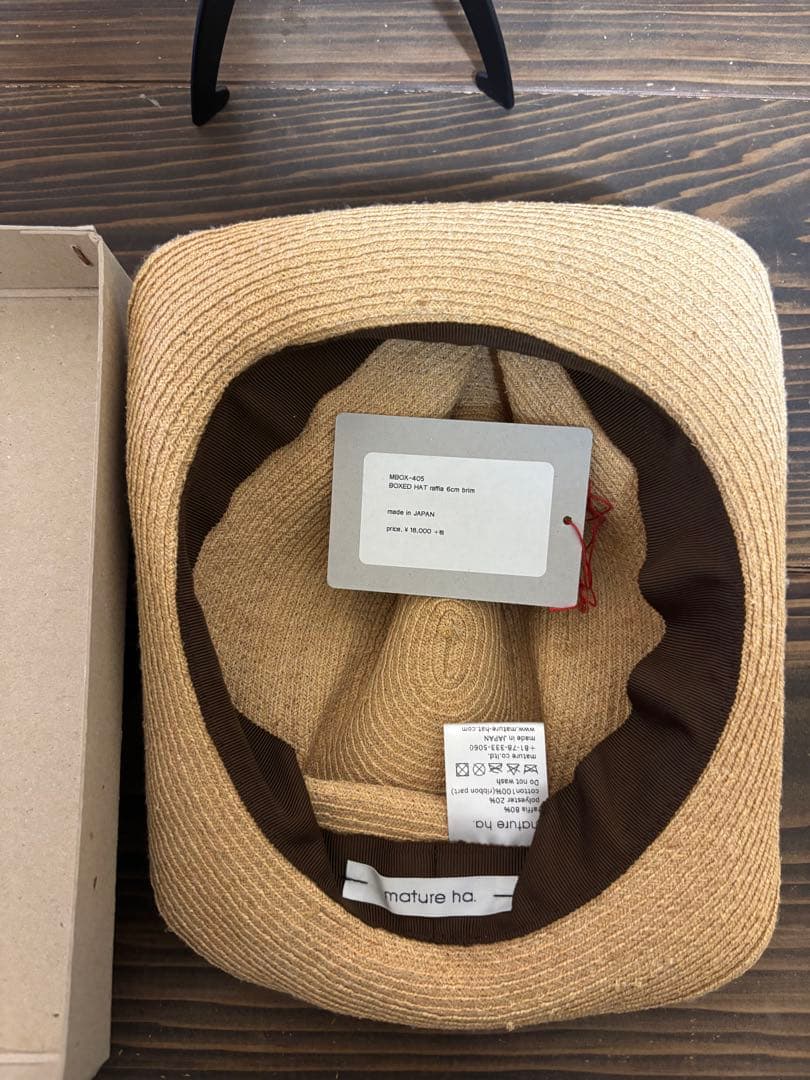 MBOX-405
BOXED HAT raffia 6cm brim
made in JAPAN
price, ¥ 18,000 +税
mature ha.
raffia 80%
polyester 20%
cotton100%(ribbon part)
Do not wash
mature co.ltd.
+81-78-333-5060
made in JAPAN
www.mature-hat.com
mature ha.